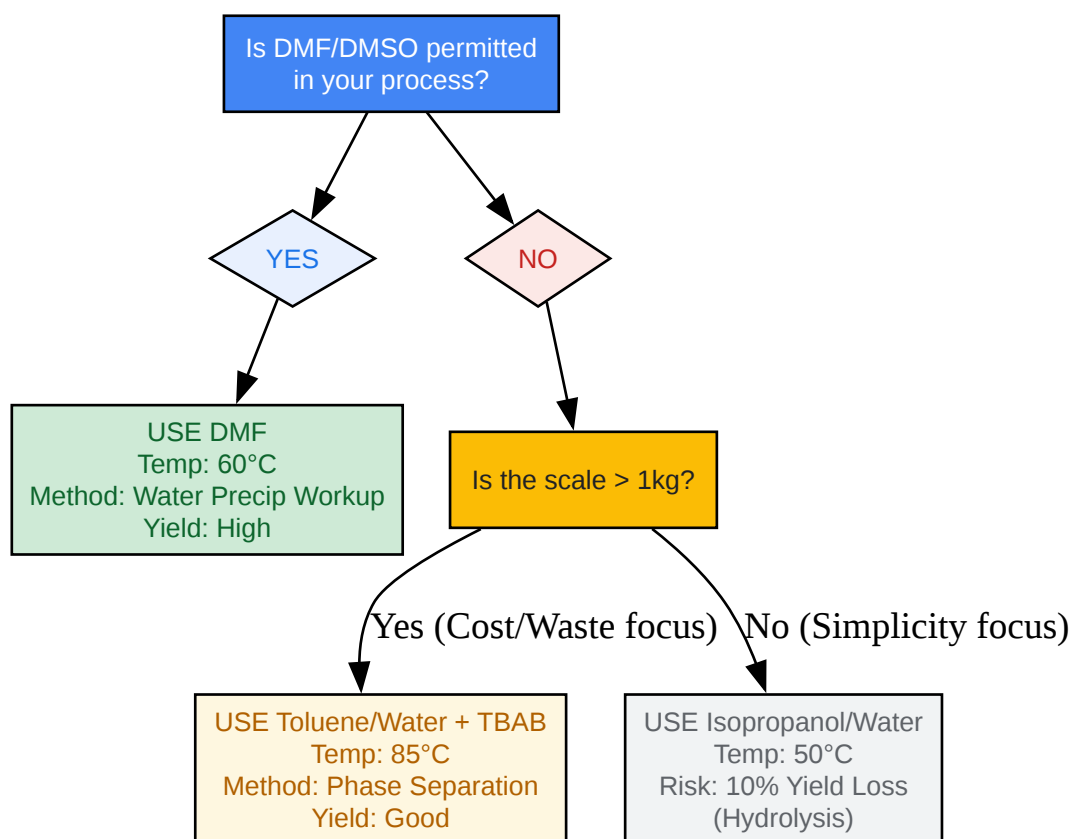 Is DMF/DMSO permitted
in your process?
YES
NO
USE DMF
Temp: 60°C
Method: Water Precip Workup
Yield: High
Is the scale > 1kg?
Yes (Cost/Waste focus)
No (Simplicity focus)
USE Toluene/Water + TBAB
Temp: 85°C
Method: Phase Separation
Yield: Good
USE Isopropanol/Water
Temp: 50°C
Risk: 10% Yield Loss
(Hydrolysis)